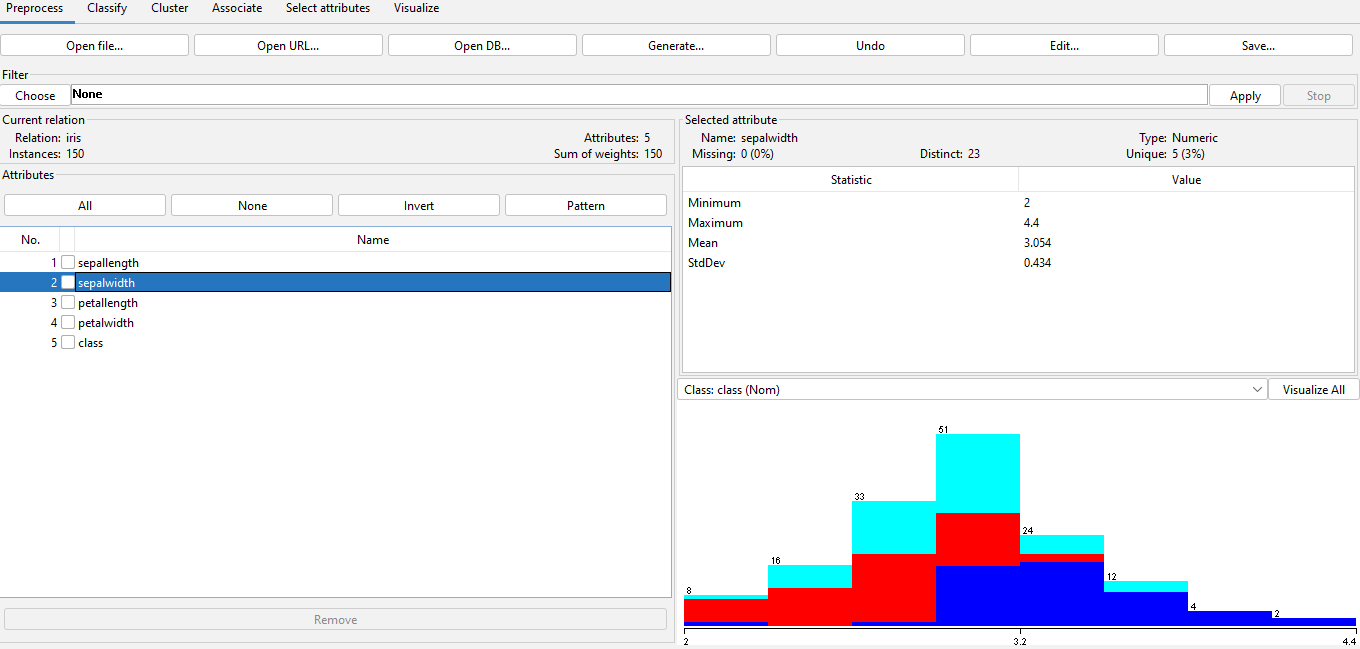 Preprocess Classify Cluster Associate Select attributes Visualize
Open file... Open URL... Open DB... Generate... Undo Edit... Save...
Filter
Choose None Apply Stop
Current relation
Relation: iris Attributes: 5
Instances: 150 Sum of weights: 150
Attributes
All None Invert Pattern
No. Name
1 sepallength
2 sepalwidth
3 petallength
4 petalwidth
5 class
Remove
Selected attribute
Name: sepalwidth Type: Numeric
Missing: 0 (0%) Distinct: 23 Unique: 5 (3%)
Statistic Value
Minimum 2
Maximum 4.4
Mean 3.054
StdDev 0.434
Class: class (Nom) Visualize All
51
33
24
16
12
8
4
2
2 3.2 4.4